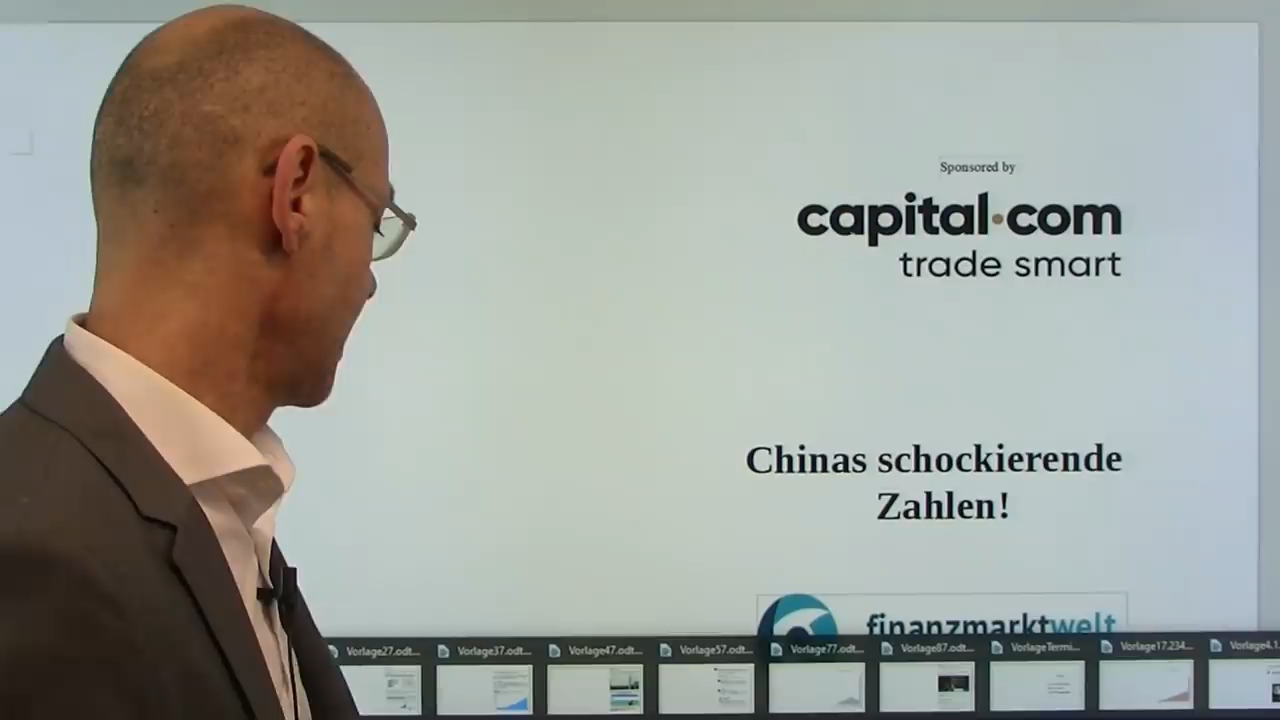 Sponsored by
capital.com
trade smart
Chinas schockierende
Zahlen!
finanzmarktwelt
Vorlage27.odt...
Vorlage37.odt...
Vorlage47.odt...
Vorlage57.odt...
Vorlage77.odt...
Vorlage87.odt...
VorlageTermi...
Vorlage17.234...
Vorlage4.1